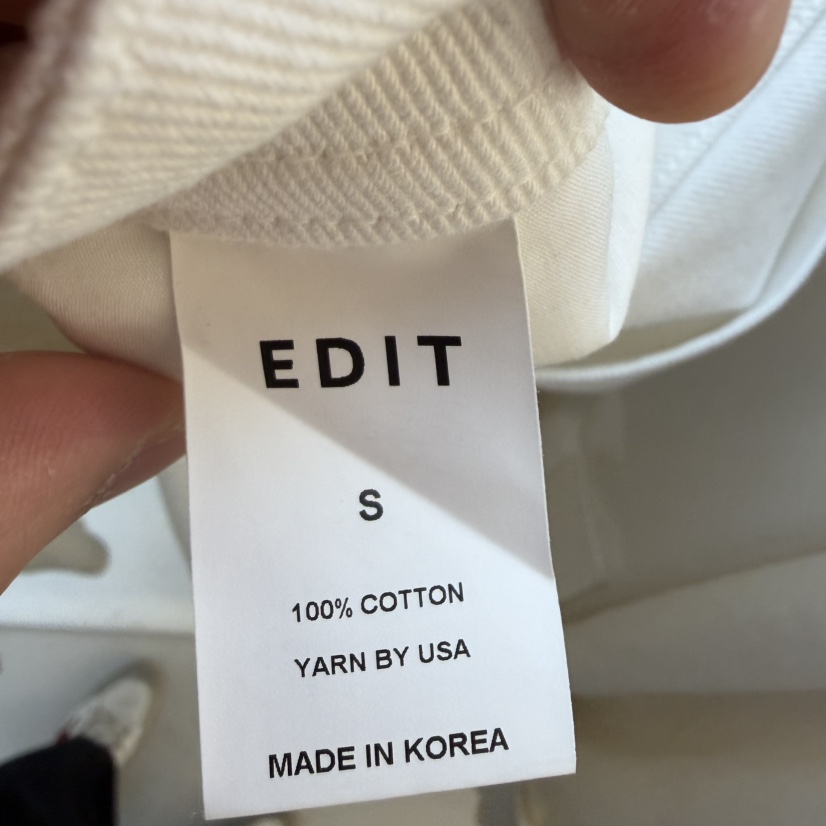 EDIT
S
100% COTTON
YARN BY USA
MADE IN KOREA